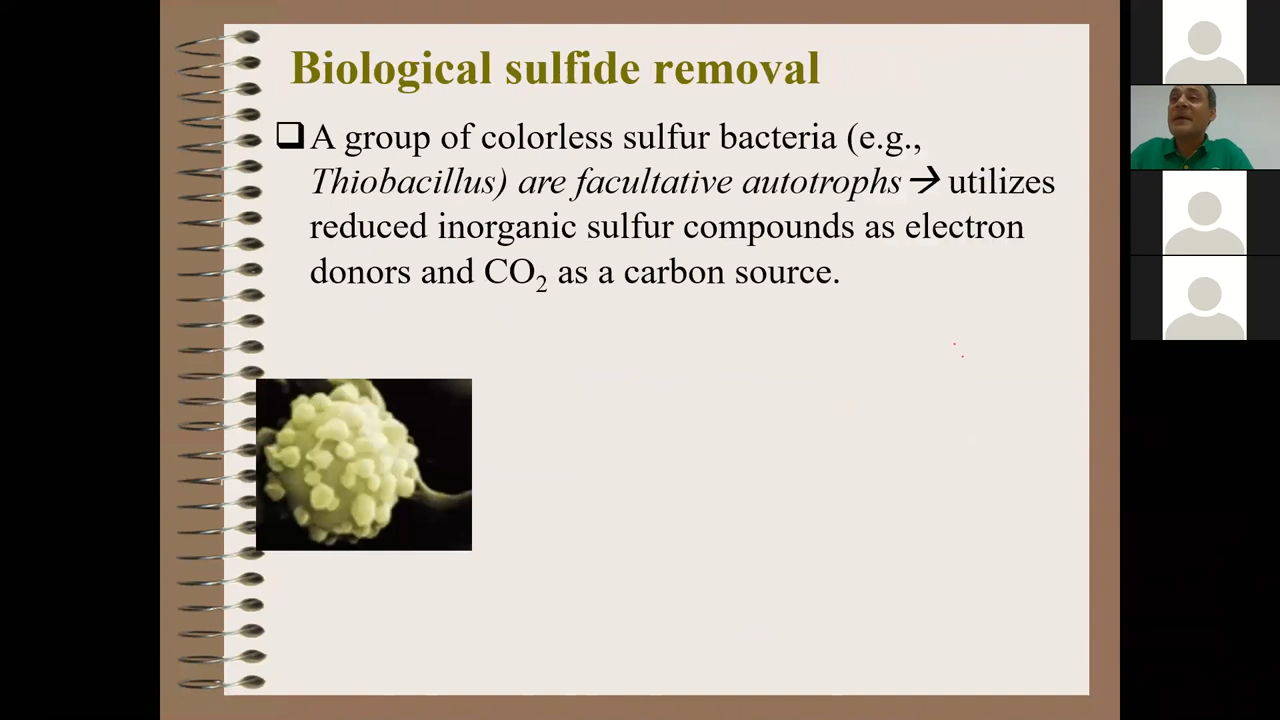 Biological sulfide removal
❑ A group of colorless sulfur bacteria (e.g.,
Thiobacillus) are facultative autotrophs→ utilizes
reduced inorganic sulfur compounds as electron
donors and CO₂ as a carbon source.